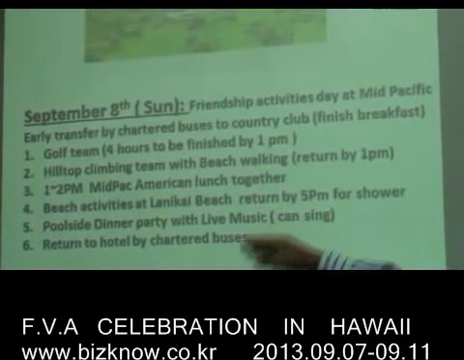 September 8th ( Sun): Friendship activities day at Mid Pacific
Early transfer by chartered buses to country club (finish breakfast)
1. Golf team (4 hours to be finished by 1 pm )
2. Hilltop climbing team with Beach walking (return by 1pm)
3. 1~2PM MidPac American lunch together
4. Beach activities at Lanikai Beach return by 5Pm for shower
5. Poolside Dinner party with Live Music ( can sing)
6. Return to hotel by chartered buses
F.V.A CELEBRATION IN HAWAII
www.bizknow.co.kr 2013.09.07-09.11